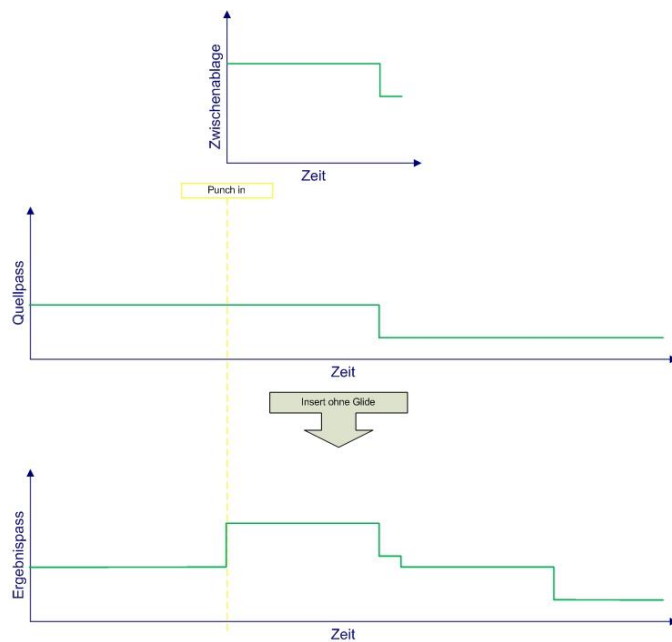 Zwischenablage
Zeit
Punch in
Quellpass
Zeit
Insert ohne Glide
Ergebnispass
Zeit